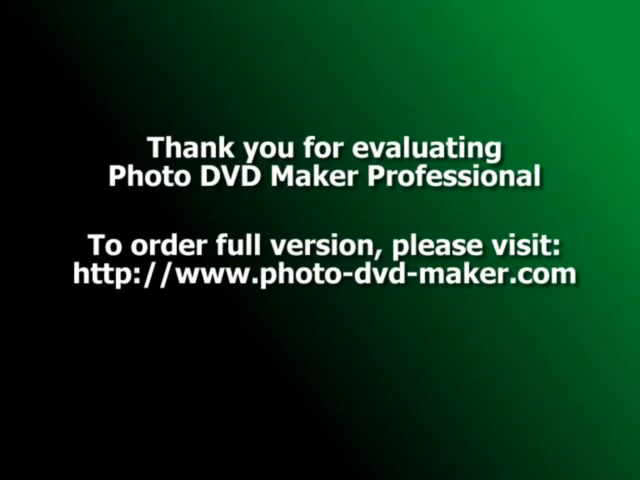 Thank you for evaluating
Photo DVD Maker Professional
To order full version, please visit:
http://www.photo-dvd-maker.com